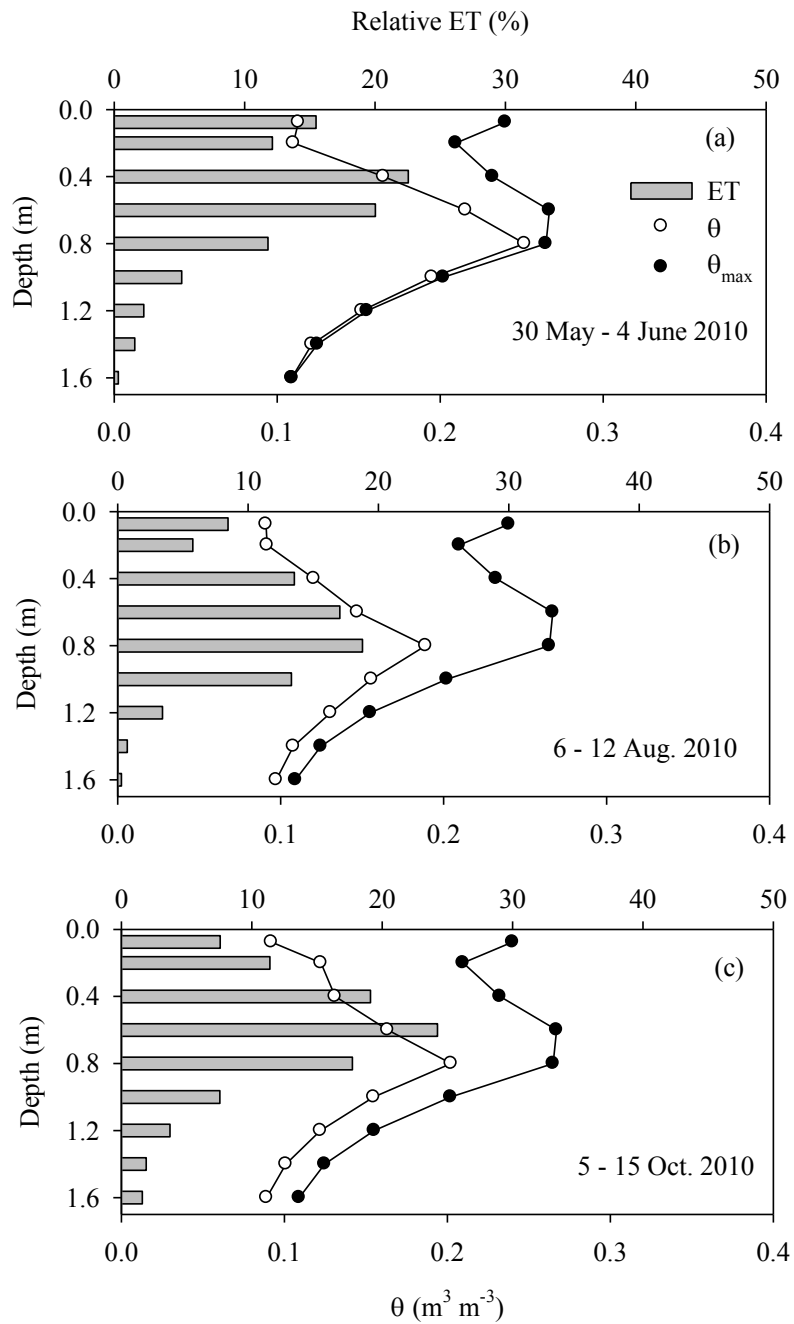 Relative ET (%)
0 10 20 30 40 50
0.0
0.4
0.8
1.2
1.6
Depth (m)
(a)
ET
θ
θmax
30 May - 4 June 2010
0.0 0.1 0.2 0.3 0.4
0 10 20 30 40 50
0.0
0.4
0.8
1.2
1.6
Depth (m)
(b)
6 - 12 Aug. 2010
0.0 0.1 0.2 0.3 0.4
0 10 20 30 40 50
0.0
0.4
0.8
1.2
1.6
Depth (m)
(c)
5 - 15 Oct. 2010
0.0 0.1 0.2 0.3 0.4
θ (m³ m⁻³)